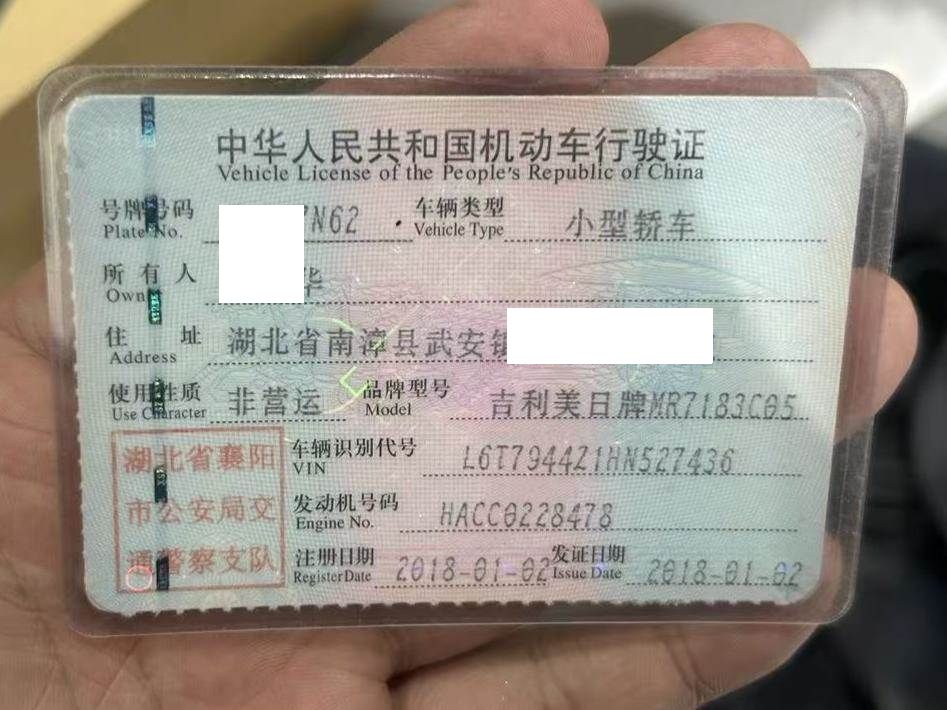 中华人民共和国机动车行驶证
Vehicle License of the People's Republic of China
号牌号码 7N62 车辆类型 小型轿车
Plate No. Vehicle Type
所有人 华
Owner
住址 湖北省南漳县武安镇
Address
使用性质 非营运 品牌型号 吉利美日牌MR7183C05
Use Character Model
湖北省襄阳
市公安局交
通警察支队
车辆识别代号 L6T7944Z1HN527436
VIN
发动机号码 HACC0228478
Engine No.
注册日期 2018-01-02 发证日期 2018-01-02
Register Date Issue Date